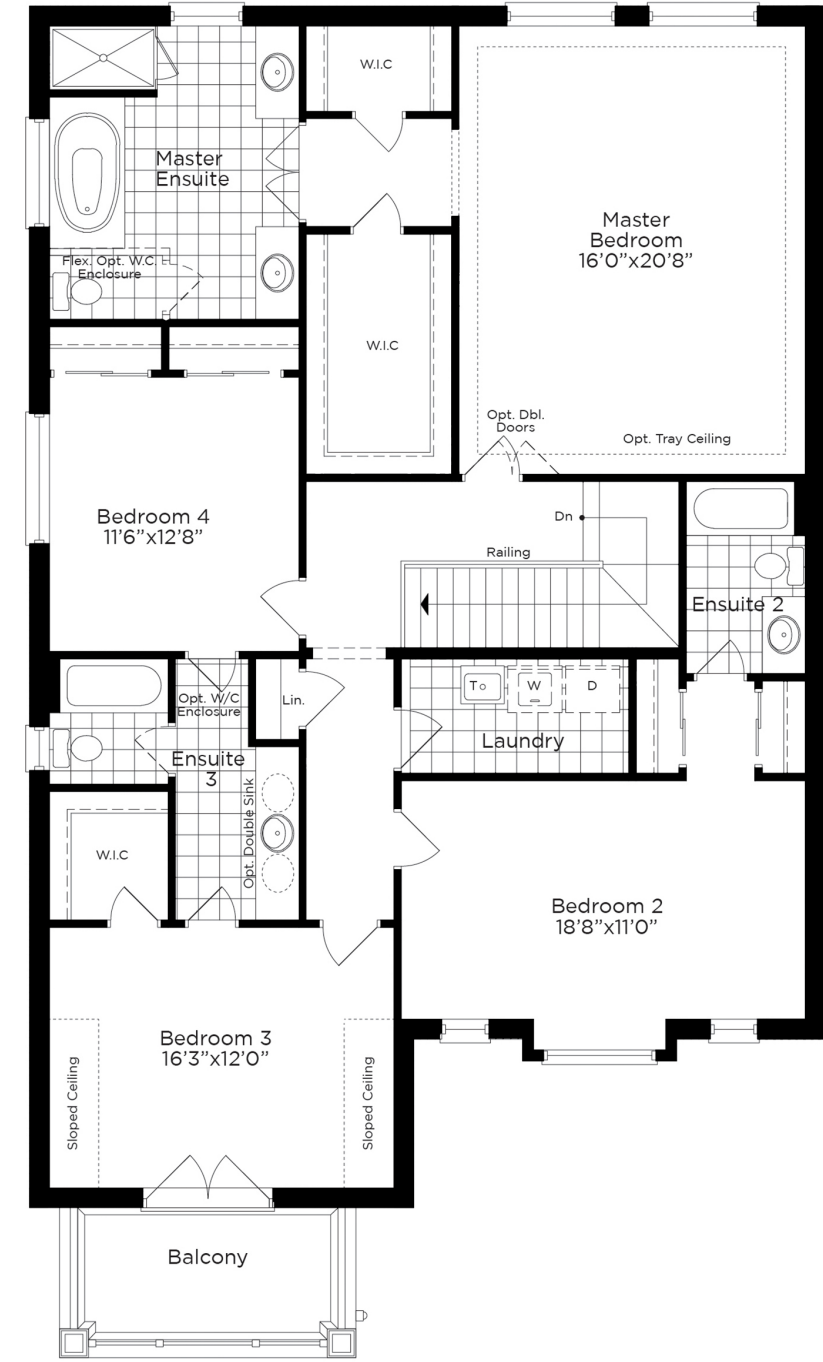 W.I.C
Master
Ensuite
Master
Bedroom
16’0”x20’8”
Flex. Opt. W.C.
Enclosure
W.I.C
Opt. Dbl.
Doors
Opt. Tray Ceiling
Bedroom 4
11’6”x12’8”
Dn
Railing
Ensuite 2
Opt. W/C
Enclosure
Lin.
T
W
D
Laundry
Ensuite
3
Opt. Double Sink
W.I.C
Bedroom 2
18’8”x11’0”
Bedroom 3
16’3”x12’0”
Sloped Ceiling
Sloped Ceiling
Balcony